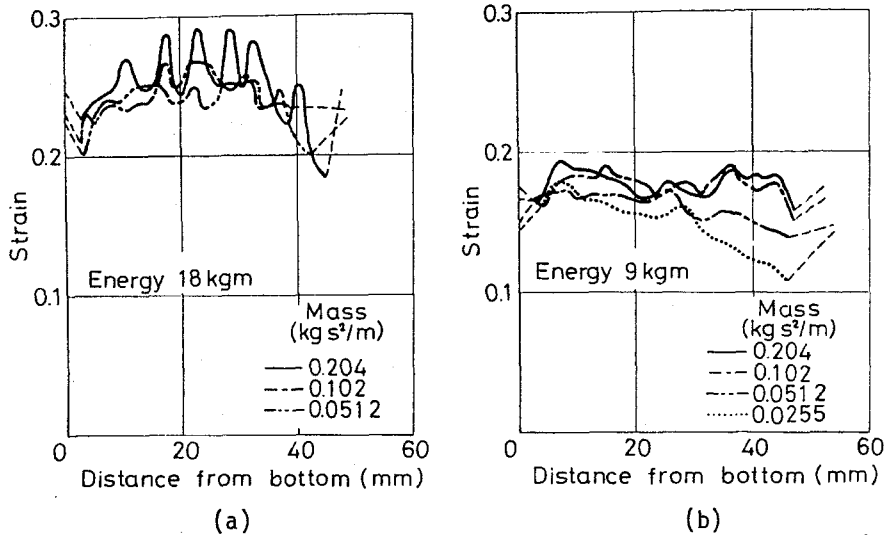 0.3
0.2
0.1
0
Strain
Energy 18 kgm
Mass
(kg s²/m)
0.204
0.102
0.0512
0 20 40 60
Distance from bottom (mm)
(a)
0.3
0.2
0.1
0
Strain
Energy 9 kgm
Mass
(kg s²/m)
0.204
0.102
0.0512
0.0255
0 20 40 60
Distance from bottom (mm)
(b)